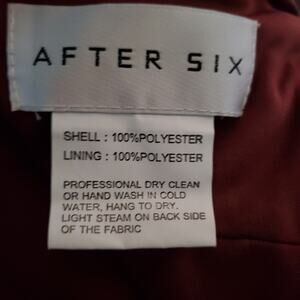 AFTER SIX
SHELL : 100%POLYESTER
LINING : 100%POLYESTER
PROFESSIONAL DRY CLEAN
OR HAND WASH IN COLD
WATER, HANG TO DRY.
LIGHT STEAM ON BACK SIDE
OF THE FABRIC